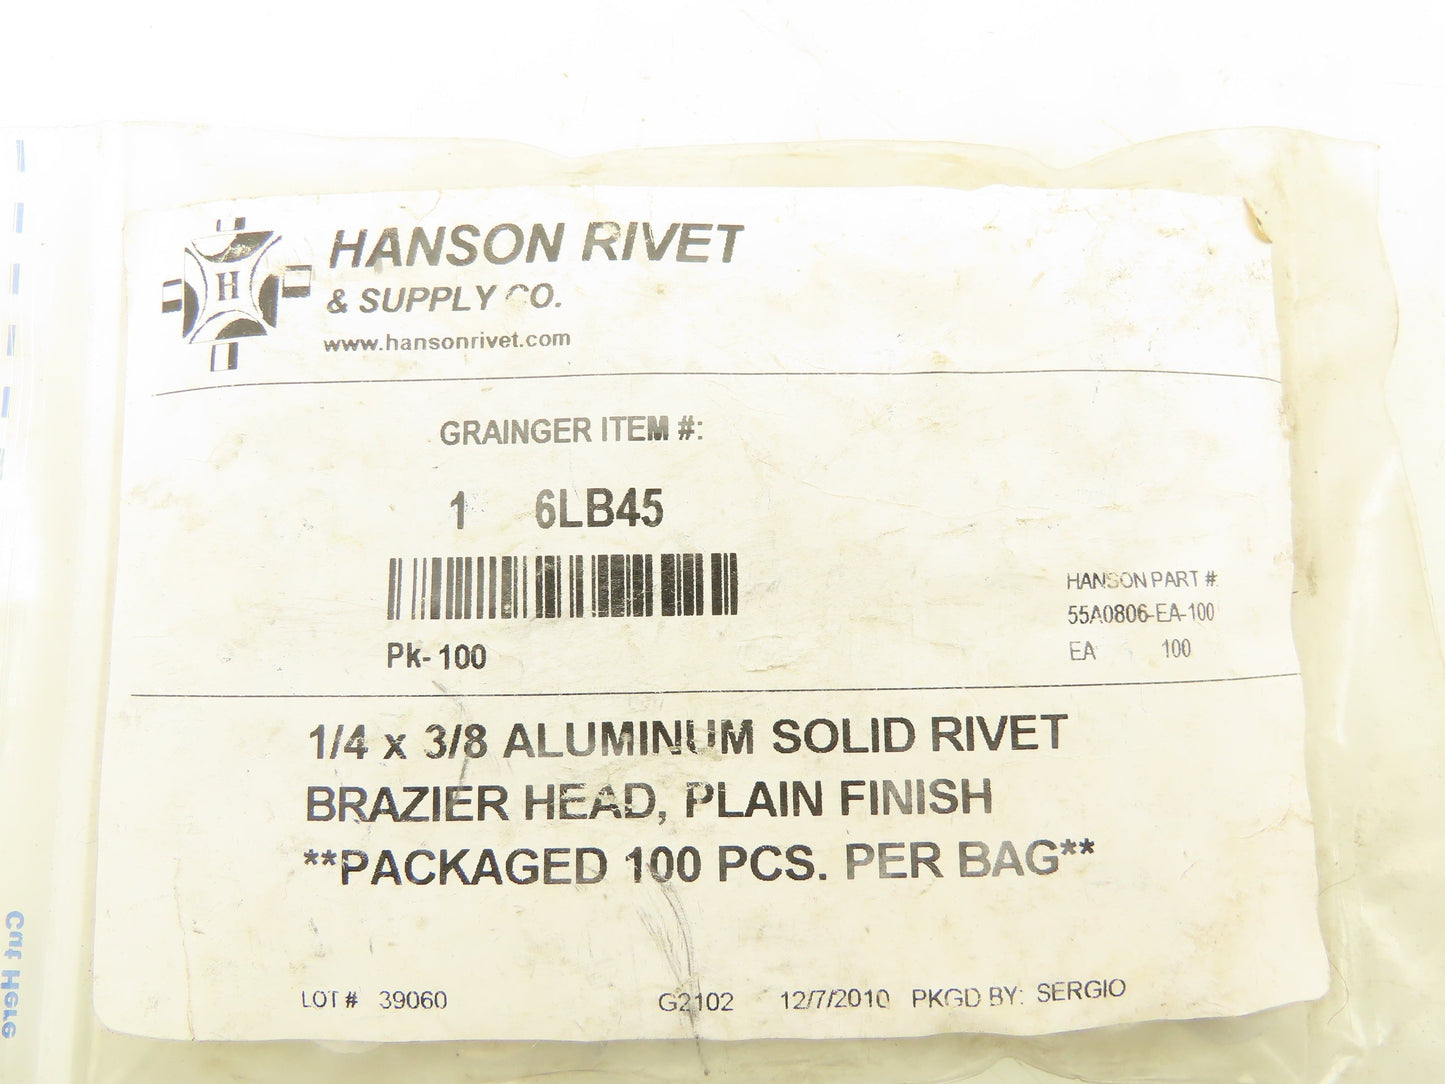 H
HANSON RIVET
& SUPPLY CO.
www.hansonrivet.com
GRAINGER ITEM #:
1 6LB45
Pk-100
HANSON PART #
55A0806-EA-100
EA 100
1/4 x 3/8 ALUMINUM SOLID RIVET
BRAZIER HEAD, PLAIN FINISH
**PACKAGED 100 PCS. PER BAG**
LOT # 39060 G2102 12/7/2010 PKGD BY: SERGIO
Cut Here